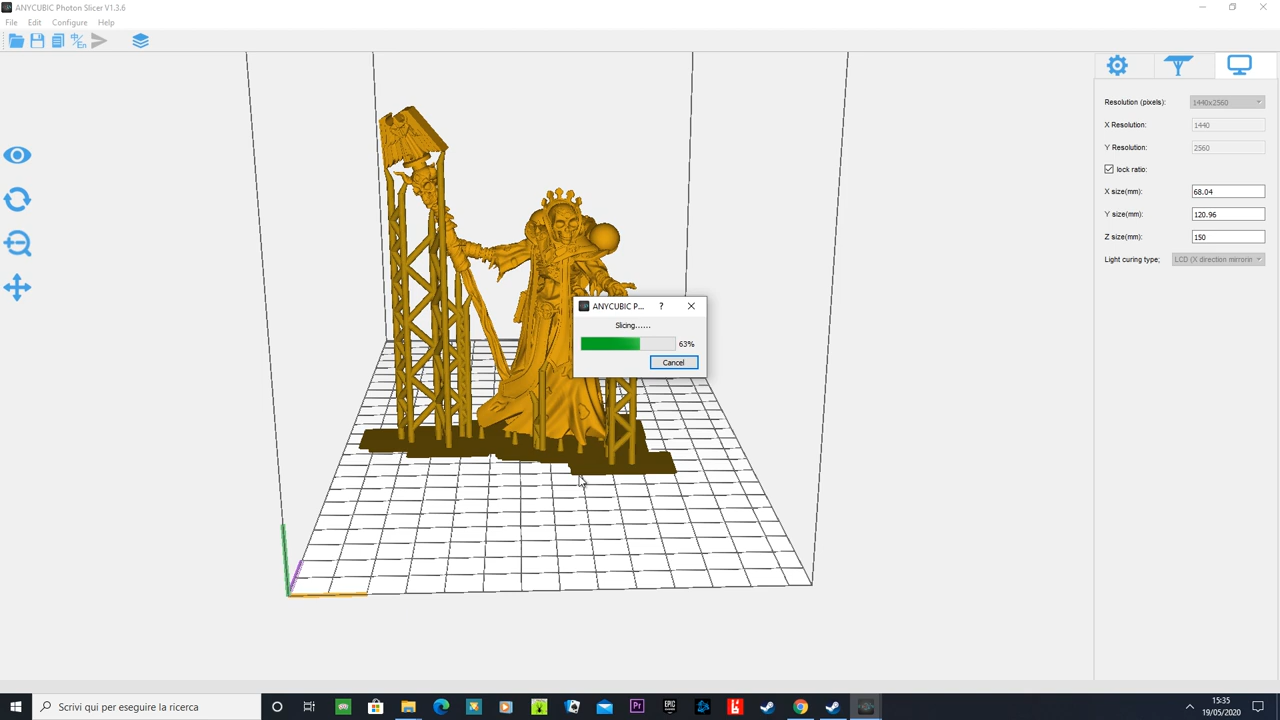 ANYCUBIC Photon Slicer V1.3.6
File Edit Configure Help
Resolution (pixels): 1440x2560
X Resolution: 1440
Y Resolution: 2560
lock ratio:
X size(mm): 68.04
Y size(mm): 120.96
Z size(mm): 150
Light curing type; LCD (X direction mirrorin
ANYCUBIC P... ?
Slicing......
63%
Cancel
Scrivi qui per eseguire la ricerca
Pr
EPIC
15:35
19/05/2020